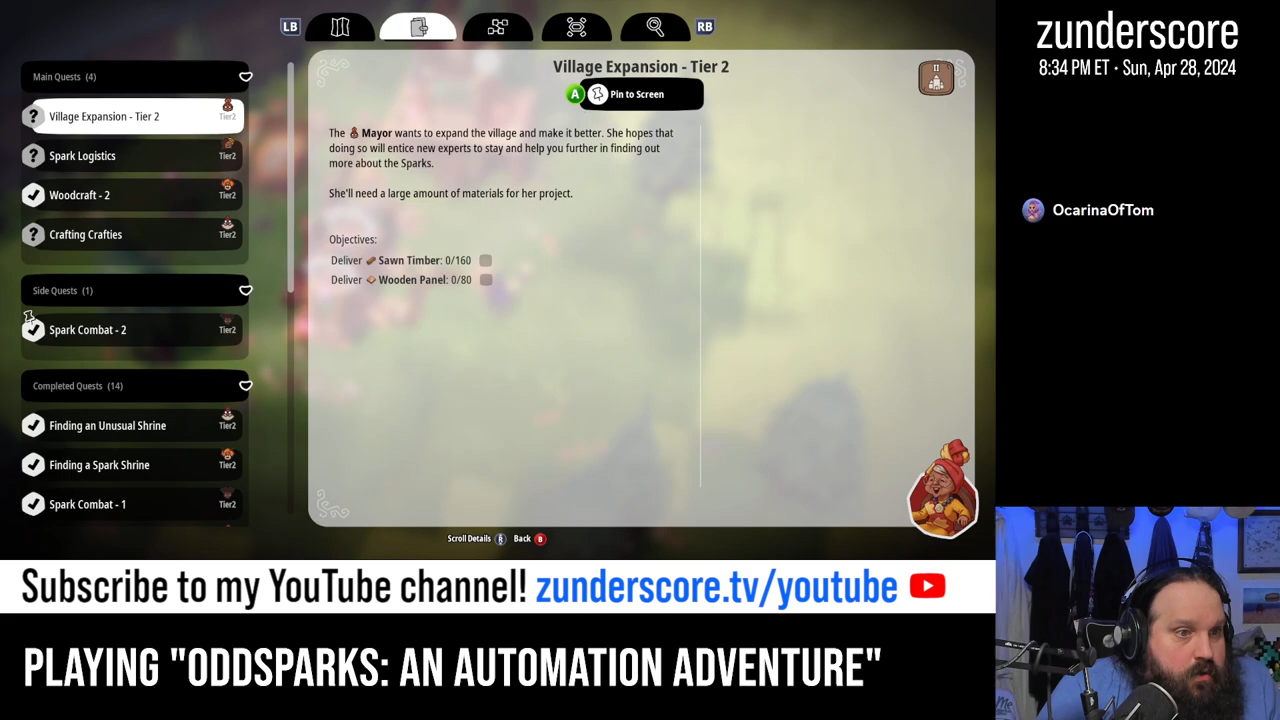 LB
RB
zunderscore
8:34 PM ET · Sun, Apr 28, 2024
Main Quests (4)
Village Expansion - Tier 2
Tier2
Spark Logistics
Tier2
Woodcraft - 2
Tier2
Crafting Crafties
Tier2
Side Quests (1)
Spark Combat - 2
Tier2
Completed Quests (14)
Finding an Unusual Shrine
Tier2
Finding a Spark Shrine
Tier2
Spark Combat - 1
Tier2
Village Expansion - Tier 2
A Pin to Screen
II
The Mayor wants to expand the village and make it better. She hopes that
doing so will entice new experts to stay and help you further in finding out
more about the Sparks.
She'll need a large amount of materials for her project.
Objectives:
Deliver Sawn Timber: 0/160
Deliver Wooden Panel: 0/80
Scroll Details R Back B
OcarinaOfTom
Subscribe to my YouTube channel! zunderscore.tv/youtube
PLAYING "ODDSPARKS: AN AUTOMATION ADVENTURE"